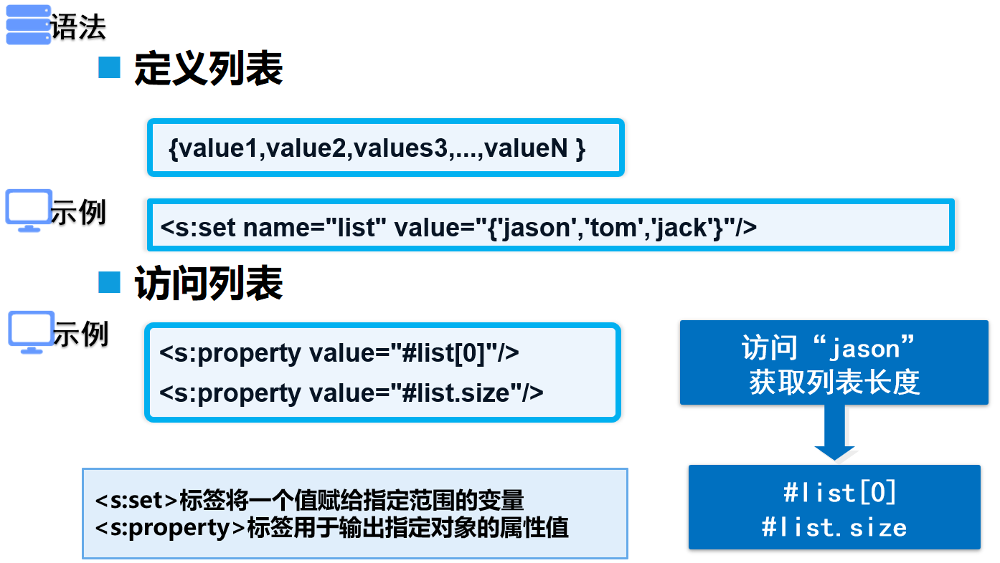 语法
定义列表
{value1,value2,values3,...,valueN }
示例
<s:set name="list" value="{'jason','tom','jack'}"/>
访问列表
示例
<s:property value="#list[0]"/>
<s:property value="#list.size"/>
访问“jason”
获取列表长度
#list[0]
#list.size
<s:set>标签将一个值赋给指定范围的变量
<s:property>标签用于输出指定对象的属性值